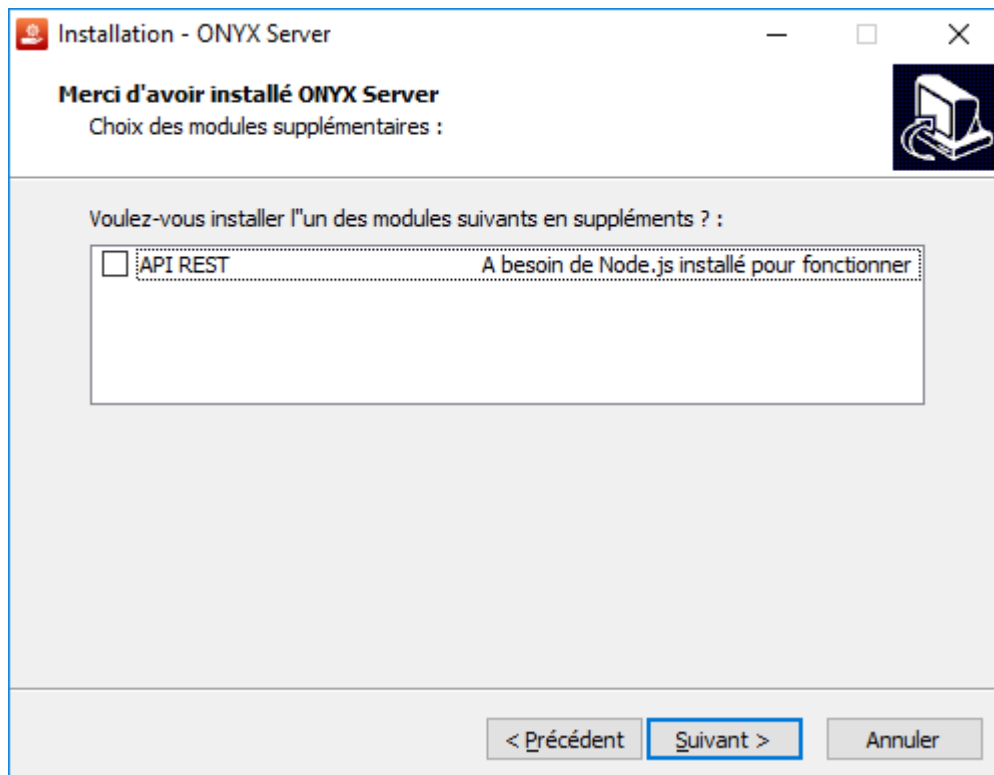 Installation - ONYX Server
Merci d'avoir installé ONYX Server
Choix des modules supplémentaires :
Voulez-vous installer l"un des modules suivants en suppléments ? :
API REST A besoin de Node.js installé pour fonctionner
< Précédent Suivant > Annuler